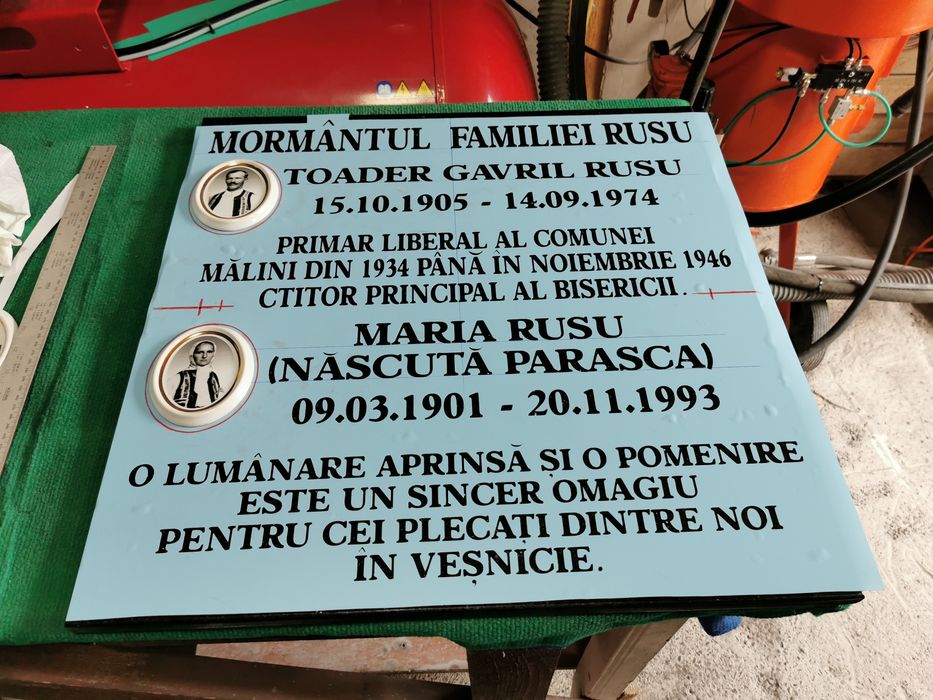 MORMÂNTUL FAMILIEI RUSU
TOADER GAVRIL RUSU
15.10.1905 - 14.09.1974
PRIMAR LIBERAL AL COMUNEI
MĂLINI DIN 1934 PÂNĂ ÎN NOIEMBRIE 1946
CTITOR PRINCIPAL AL BISERICII.
MARIA RUSU
(NĂSCUTĂ PARASCA)
09.03.1901 - 20.11.1993
O LUMÂNARE APRINSĂ ȘI O POMENIRE
ESTE UN SINCER OMAGIU
PENTRU CEI PLECAȚI DINTRE NOI
ÎN VEȘNICIE.